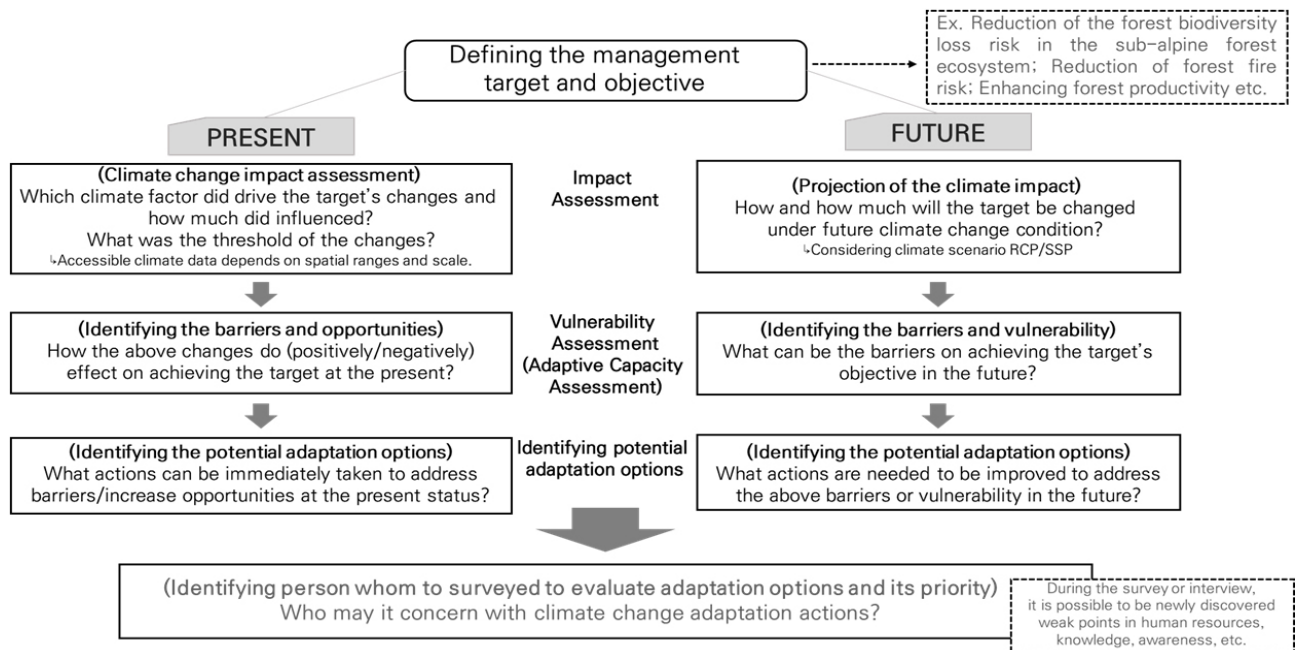 Defining the management
target and objective
Ex. Reduction of the forest biodiversity
loss risk in the sub-alpine forest
ecosystem; Reduction of forest fire
risk; Enhancing forest productivity etc.
PRESENT
FUTURE
(Climate change impact assessment)
Which climate factor did drive the target's changes and
how much did influenced?
What was the threshold of the changes?
↳Accessible climate data depends on spatial ranges and scale.
Impact
Assessment
(Projection of the climate impact)
How and how much will the target be changed
under future climate change condition?
↳Considering climate scenario RCP/SSP
(Identifying the barriers and opportunities)
How the above changes do (positively/negatively)
effect on achieving the target at the present?
Vulnerability
Assessment
(Adaptive Capacity
Assessment)
(Identifying the barriers and vulnerability)
What can be the barriers on achieving the target's
objective in the future?
(Identifying the potential adaptation options)
What actions can be immediately taken to address
barriers/increase opportunities at the present status?
Identifying potential
adaptation options
(Identifying the potential adaptation options)
What actions are needed to be improved to address
the above barriers or vulnerability in the future?
(Identifying person whom to surveyed to evaluate adaptation options and its priority)
Who may it concern with climate change adaptation actions?
During the survey or interview,
it is possible to be newly discovered
weak points in human resources,
knowledge, awareness, etc.